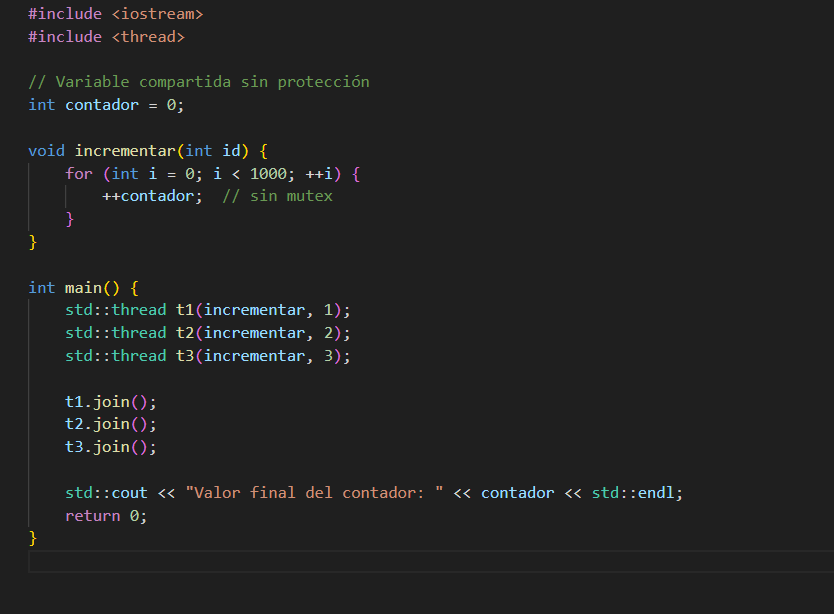 #include <iostream>
#include <thread>
// Variable compartida sin protección
int contador = 0;
void incrementar(int id) {
    for (int i = 0; i < 1000; ++i) {
        ++contador;  // sin mutex
    }
}
int main() {
    std::thread t1(incrementar, 1);
    std::thread t2(incrementar, 2);
    std::thread t3(incrementar, 3);
    t1.join();
    t2.join();
    t3.join();
    std::cout << "Valor final del contador: " << contador << std::endl;
    return 0;
}